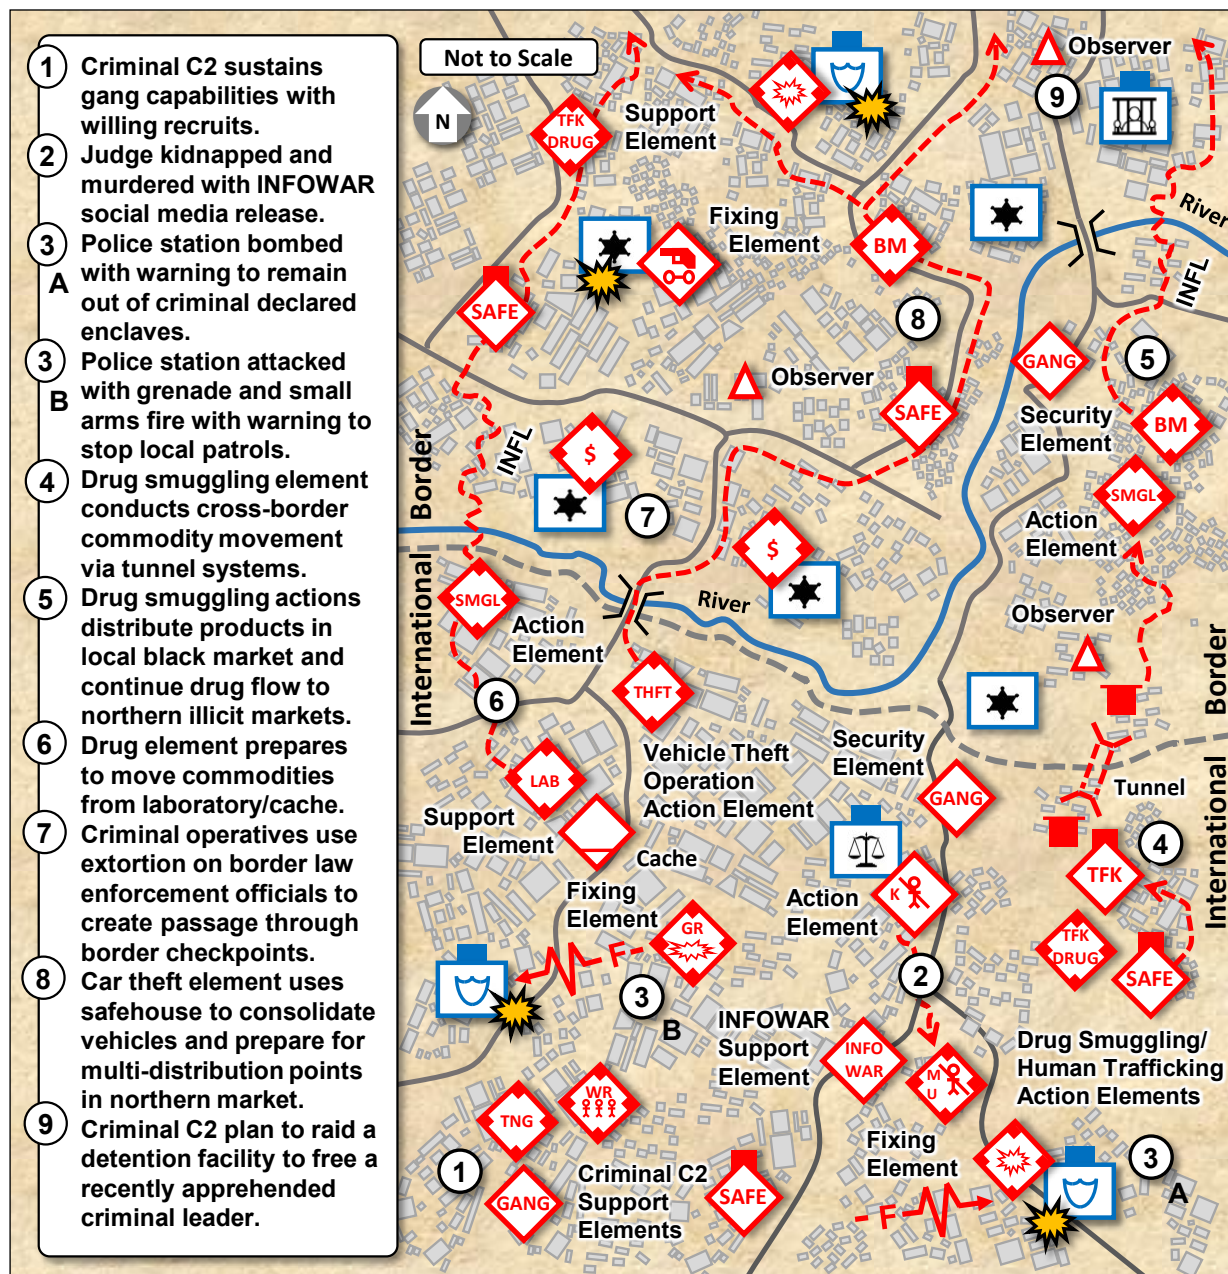 1
Criminal C2 sustains
gang capabilities with
willing recruits.
2
Judge kidnapped and
murdered with INFOWAR
social media release.
3
A
Police station bombed
with warning to remain
out of criminal declared
enclaves.
3
B
Police station attacked
with grenade and small
arms fire with warning to
stop local patrols.
4
Drug smuggling element
conducts cross-border
commodity movement
via tunnel systems.
5
Drug smuggling actions
distribute products in
local black market and
continue drug flow to
northern illicit markets.
6
Drug element prepares
to move commodities
from laboratory/cache.
7
Criminal operatives use
extortion on border law
enforcement officials to
create passage through
border checkpoints.
8
Car theft element uses
safehouse to consolidate
vehicles and prepare for
multi-distribution points
in northern market.
9
Criminal C2 plan to raid a
detention facility to free a
recently apprehended
criminal leader.
Not to Scale
N
TFK
DRUG
Support
Element
Observer
9
River
Fixing
Element
BM
SAFE
8
INFL
GANG
5
Observer
SAFE
Security
Element
BM
INFL
$
7
SMGL
Action
Element
$
International Border
SMGL
Action
Element
River
Observer
6
THFT
Vehicle Theft
Operation
Action Element
Security
Element
International Border
LAB
Support
Element
Cache
GANG
Tunnel
4
TFK
Fixing
Element
GR
F
3
B
Action
Element
K
TFK
DRUG
SAFE
2
INFOWAR
Support
Element
INFO
WAR
M
U
Drug Smuggling/
Human Trafficking
Action Elements
WR
TNG
1
GANG
Criminal C2
Support
Elements
SAFE
Fixing
Element
F
3
A